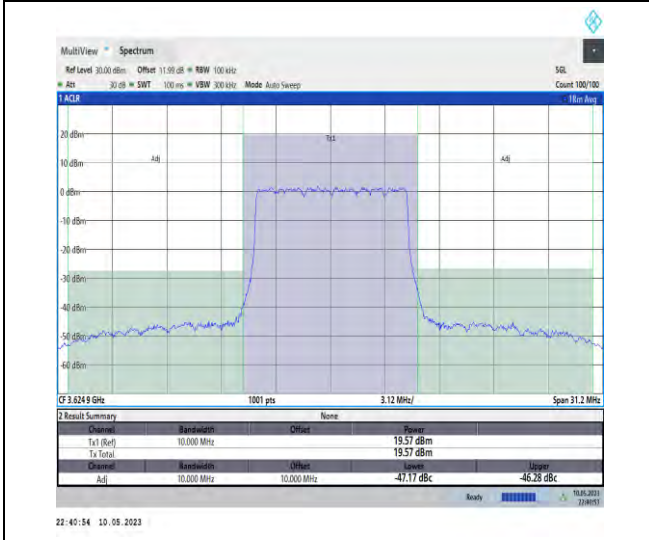 MultiView Spectrum
Ref Level 30.00 dBm Offset 11.99 dB RBW 100 kHz SGL
Att 30 dB SWT 100 ms VBW 300 kHz Mode Auto Sweep Count 100/100
1 ACLR 1Rm Avg
20 dBm
Tx1
10 dBm Adj Adj
0 dBm
-10 dBm
-20 dBm
-30 dBm
-40 dBm
-50 dBm
-60 dBm
CF 3.624 9 GHz 1001 pts 3.12 MHz/ Span 31.2 MHz
2 Result Summary None
Channel Bandwidth Offset Power
Tx1 (Ref) 10.000 MHz 19.57 dBm
Tx Total 19.57 dBm
Channel Bandwidth Offset Lower Upper
Adj 10.000 MHz 10.000 MHz -47.17 dBc -46.28 dBc
Ready 10.05.2023
22:40:53
22:40:54 10.05.2023